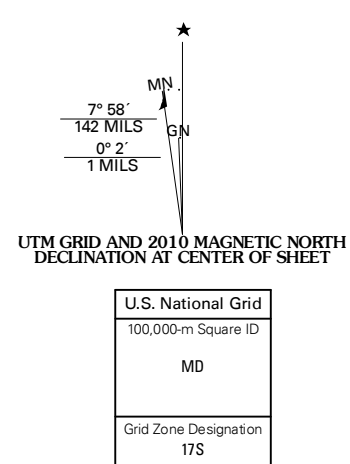 ★
MN
7° 58´
142 MILS
GN
0° 2´
1 MILS
UTM GRID AND 2010 MAGNETIC NORTH
DECLINATION AT CENTER OF SHEET
U.S. National Grid
100,000-m Square ID
MD
Grid Zone Designation
17S